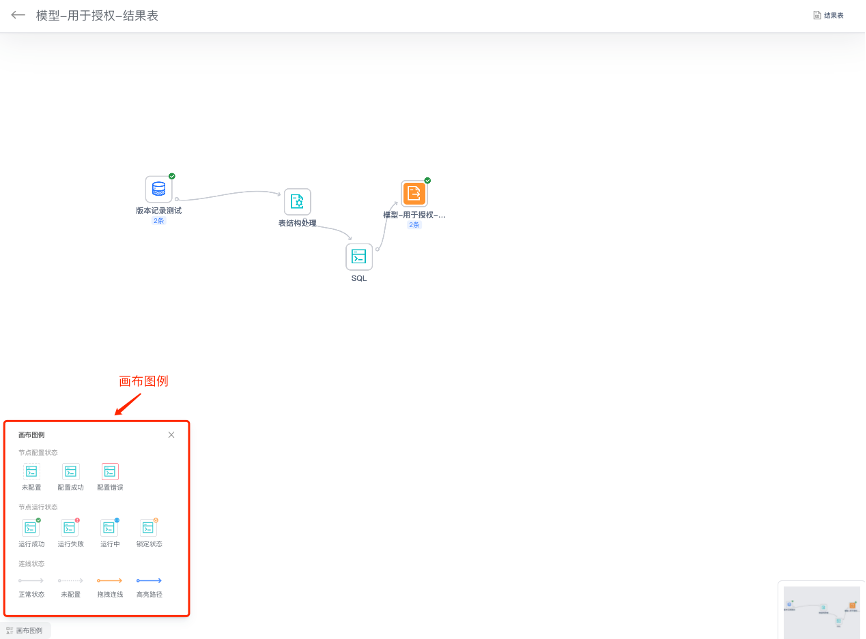 模型-用于授权-结果表
结果表
版本记录测试
2条
表结构处理
模型-用于授权-...
2条
SQL
画布图例
画布图例
节点配置状态
未配置 配置成功 配置错误
节点运行状态
运行成功 运行失败 运行中 锁定状态
连线状态
正常状态 未配置 拖拽连线 高亮路径
画布图例